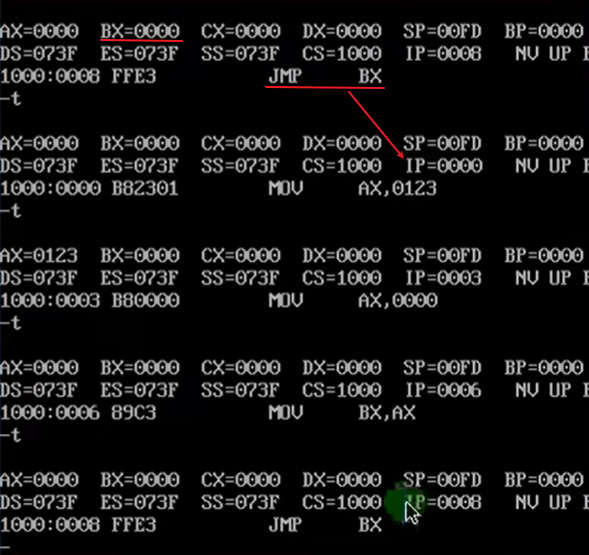 AX=0000 BX=0000 CX=0000 DX=0000 SP=00FD BP=0000
DS=073F ES=073F SS=073F CS=1000 IP=0008 NV UP
1000:0008 FFE3 JMP BX
-t
AX=0000 BX=0000 CX=0000 DX=0000 SP=00FD BP=0000
DS=073F ES=073F SS=073F CS=1000 IP=0000 NV UP
1000:0000 B82301 MOV AX,0123
-t
AX=0123 BX=0000 CX=0000 DX=0000 SP=00FD BP=0000
DS=073F ES=073F SS=073F CS=1000 IP=0003 NV UP
1000:0003 B80000 MOV AX,0000
-t
AX=0000 BX=0000 CX=0000 DX=0000 SP=00FD BP=0000
DS=073F ES=073F SS=073F CS=1000 IP=0006 NV UP
1000:0006 89C3 MOV BX,AX
-t
AX=0000 BX=0000 CX=0000 DX=0000 SP=00FD BP=0000
DS=073F ES=073F SS=073F CS=1000 IP=0008 NV UP
1000:0008 FFE3 JMP BX
-